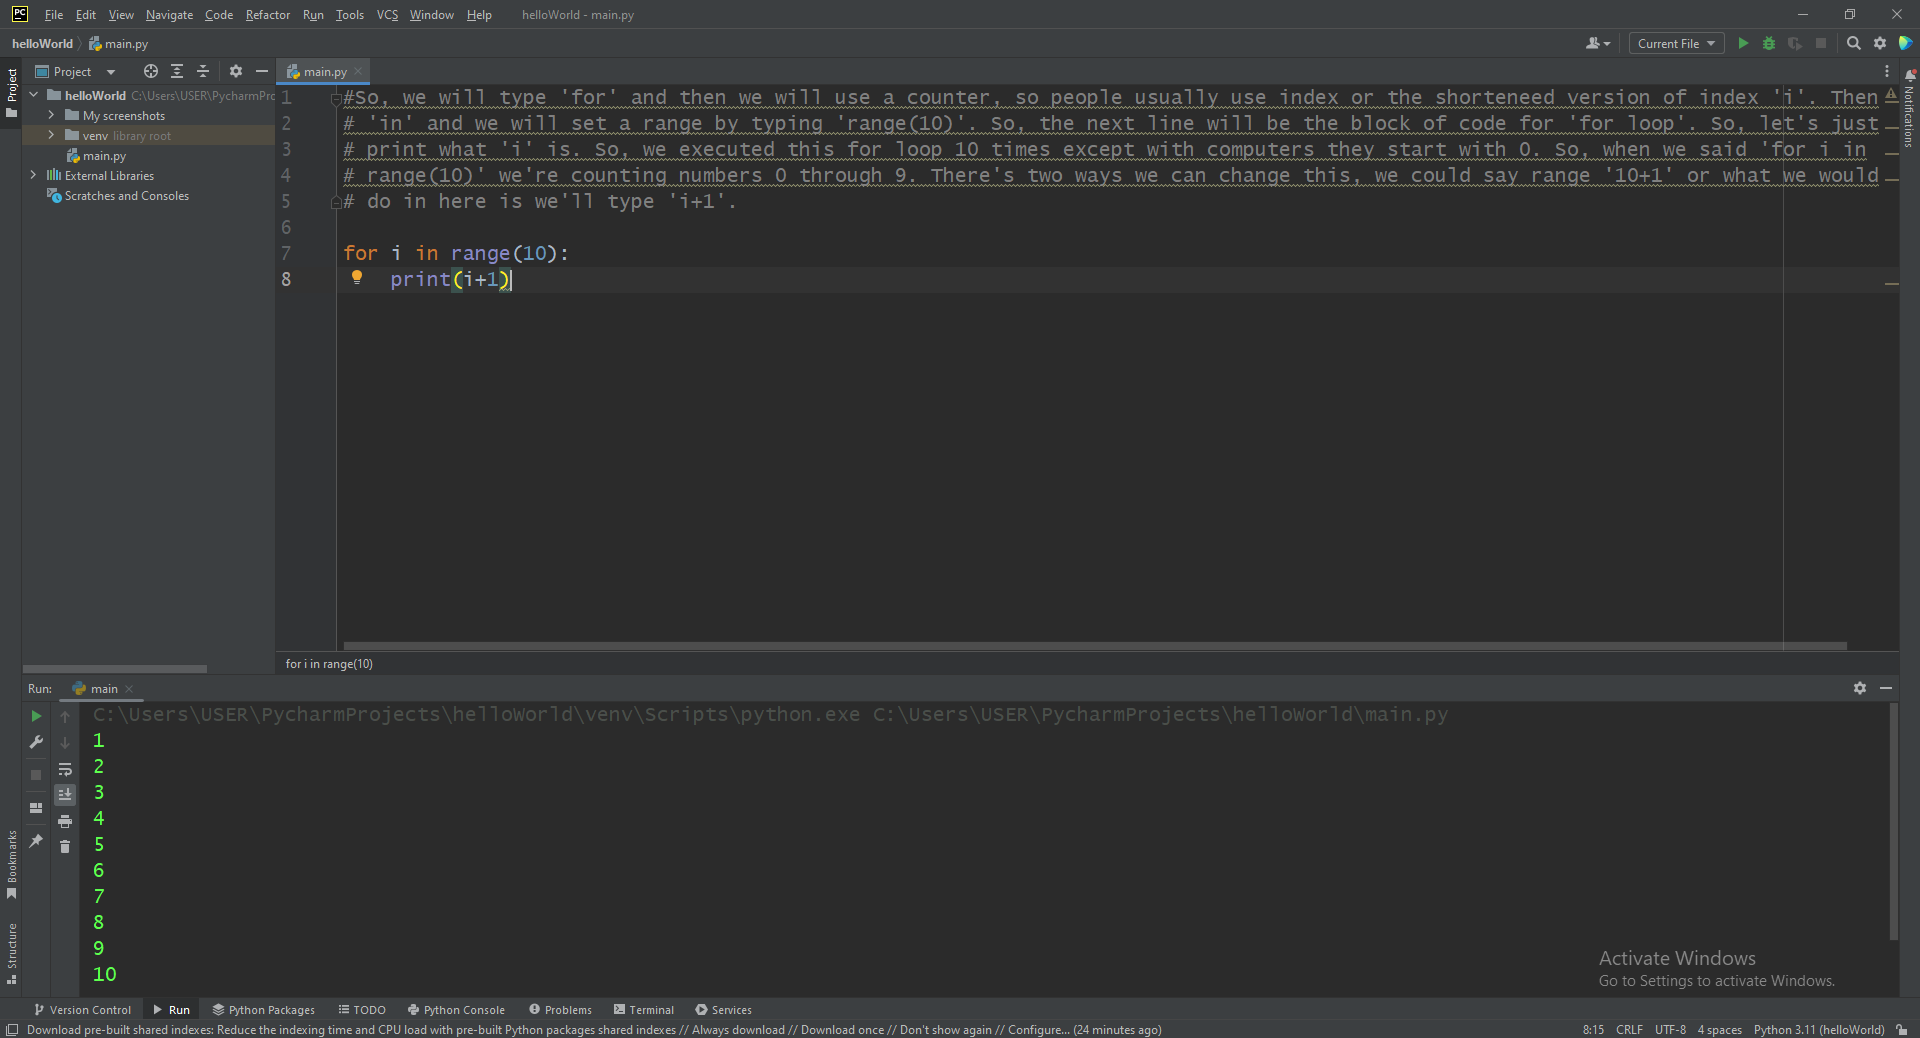 PC File Edit View Navigate Code Refactor Run Tools VCS Window Help helloWorld - main.py
helloWorld main.py Current File
Project
Project
helloWorld C:\Users\USER\PycharmPro
My screenshots
venv library root
main.py
External Libraries
Scratches and Consoles
main.py
1 #So, we will type 'for' and then we will use a counter, so people usually use index or the shorteneed version of index 'i'. Then
2 # 'in' and we will set a range by typing 'range(10)'. So, the next line will be the block of code for 'for loop'. So, let's just
3 # print what 'i' is. So, we executed this for loop 10 times except with computers they start with 0. So, when we said 'for i in
4 # range(10)' we're counting numbers 0 through 9. There's two ways we can change this, we could say range '10+1' or what we would
5 # do in here is we'll type 'i+1'.
6
7 for i in range(10):
8 print(i+1)
Notifications
for i in range(10)
Run: main
C:\Users\USER\PycharmProjects\helloWorld\venv\Scripts\python.exe C:\Users\USER\PycharmProjects\helloWorld\main.py
1
2
3
4
5
6
7
8
9
10
Bookmarks
Structure
Activate Windows
Go to Settings to activate Windows.
Version Control Run Python Packages TODO Python Console Problems Terminal Services
Download pre-built shared indexes: Reduce the indexing time and CPU load with pre-built Python packages shared indexes // Always download // Download once // Don't show again // Configure... (24 minutes ago) 8:15 CRLF UTF-8 4 spaces Python 3.11 (helloWorld)